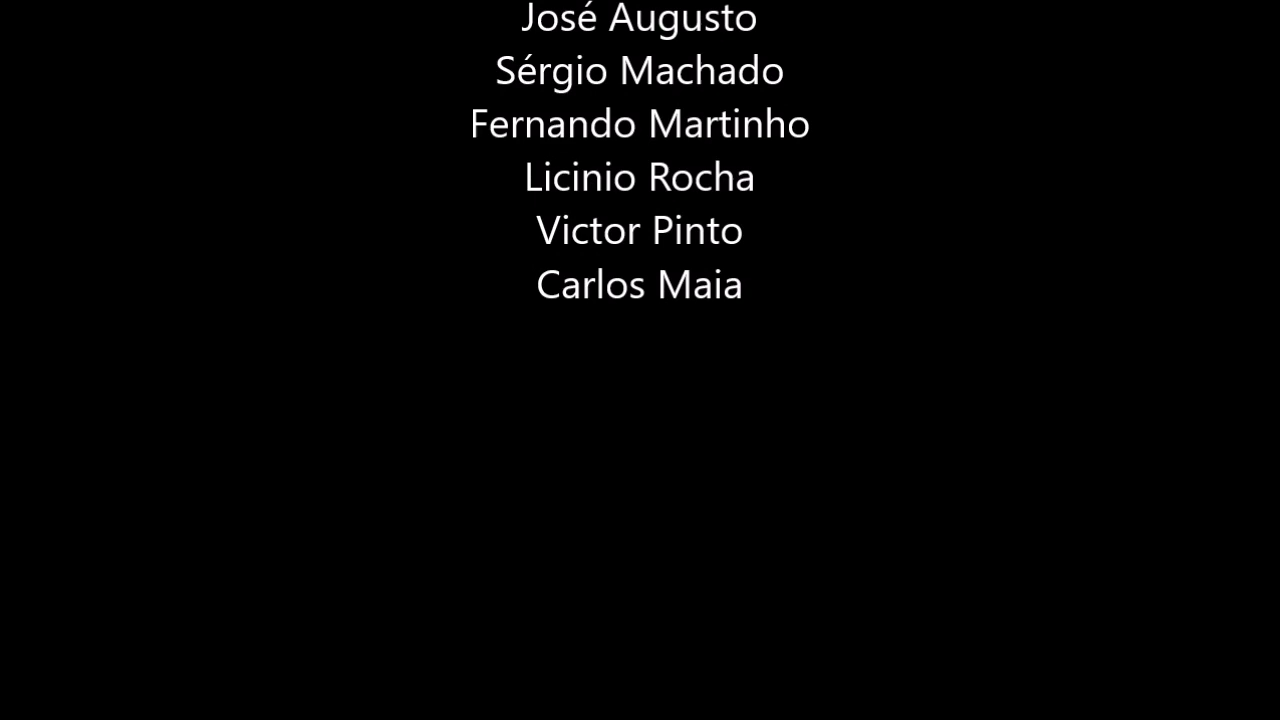 José Augusto
Sérgio Machado
Fernando Martinho
Licinio Rocha
Victor Pinto
Carlos Maia